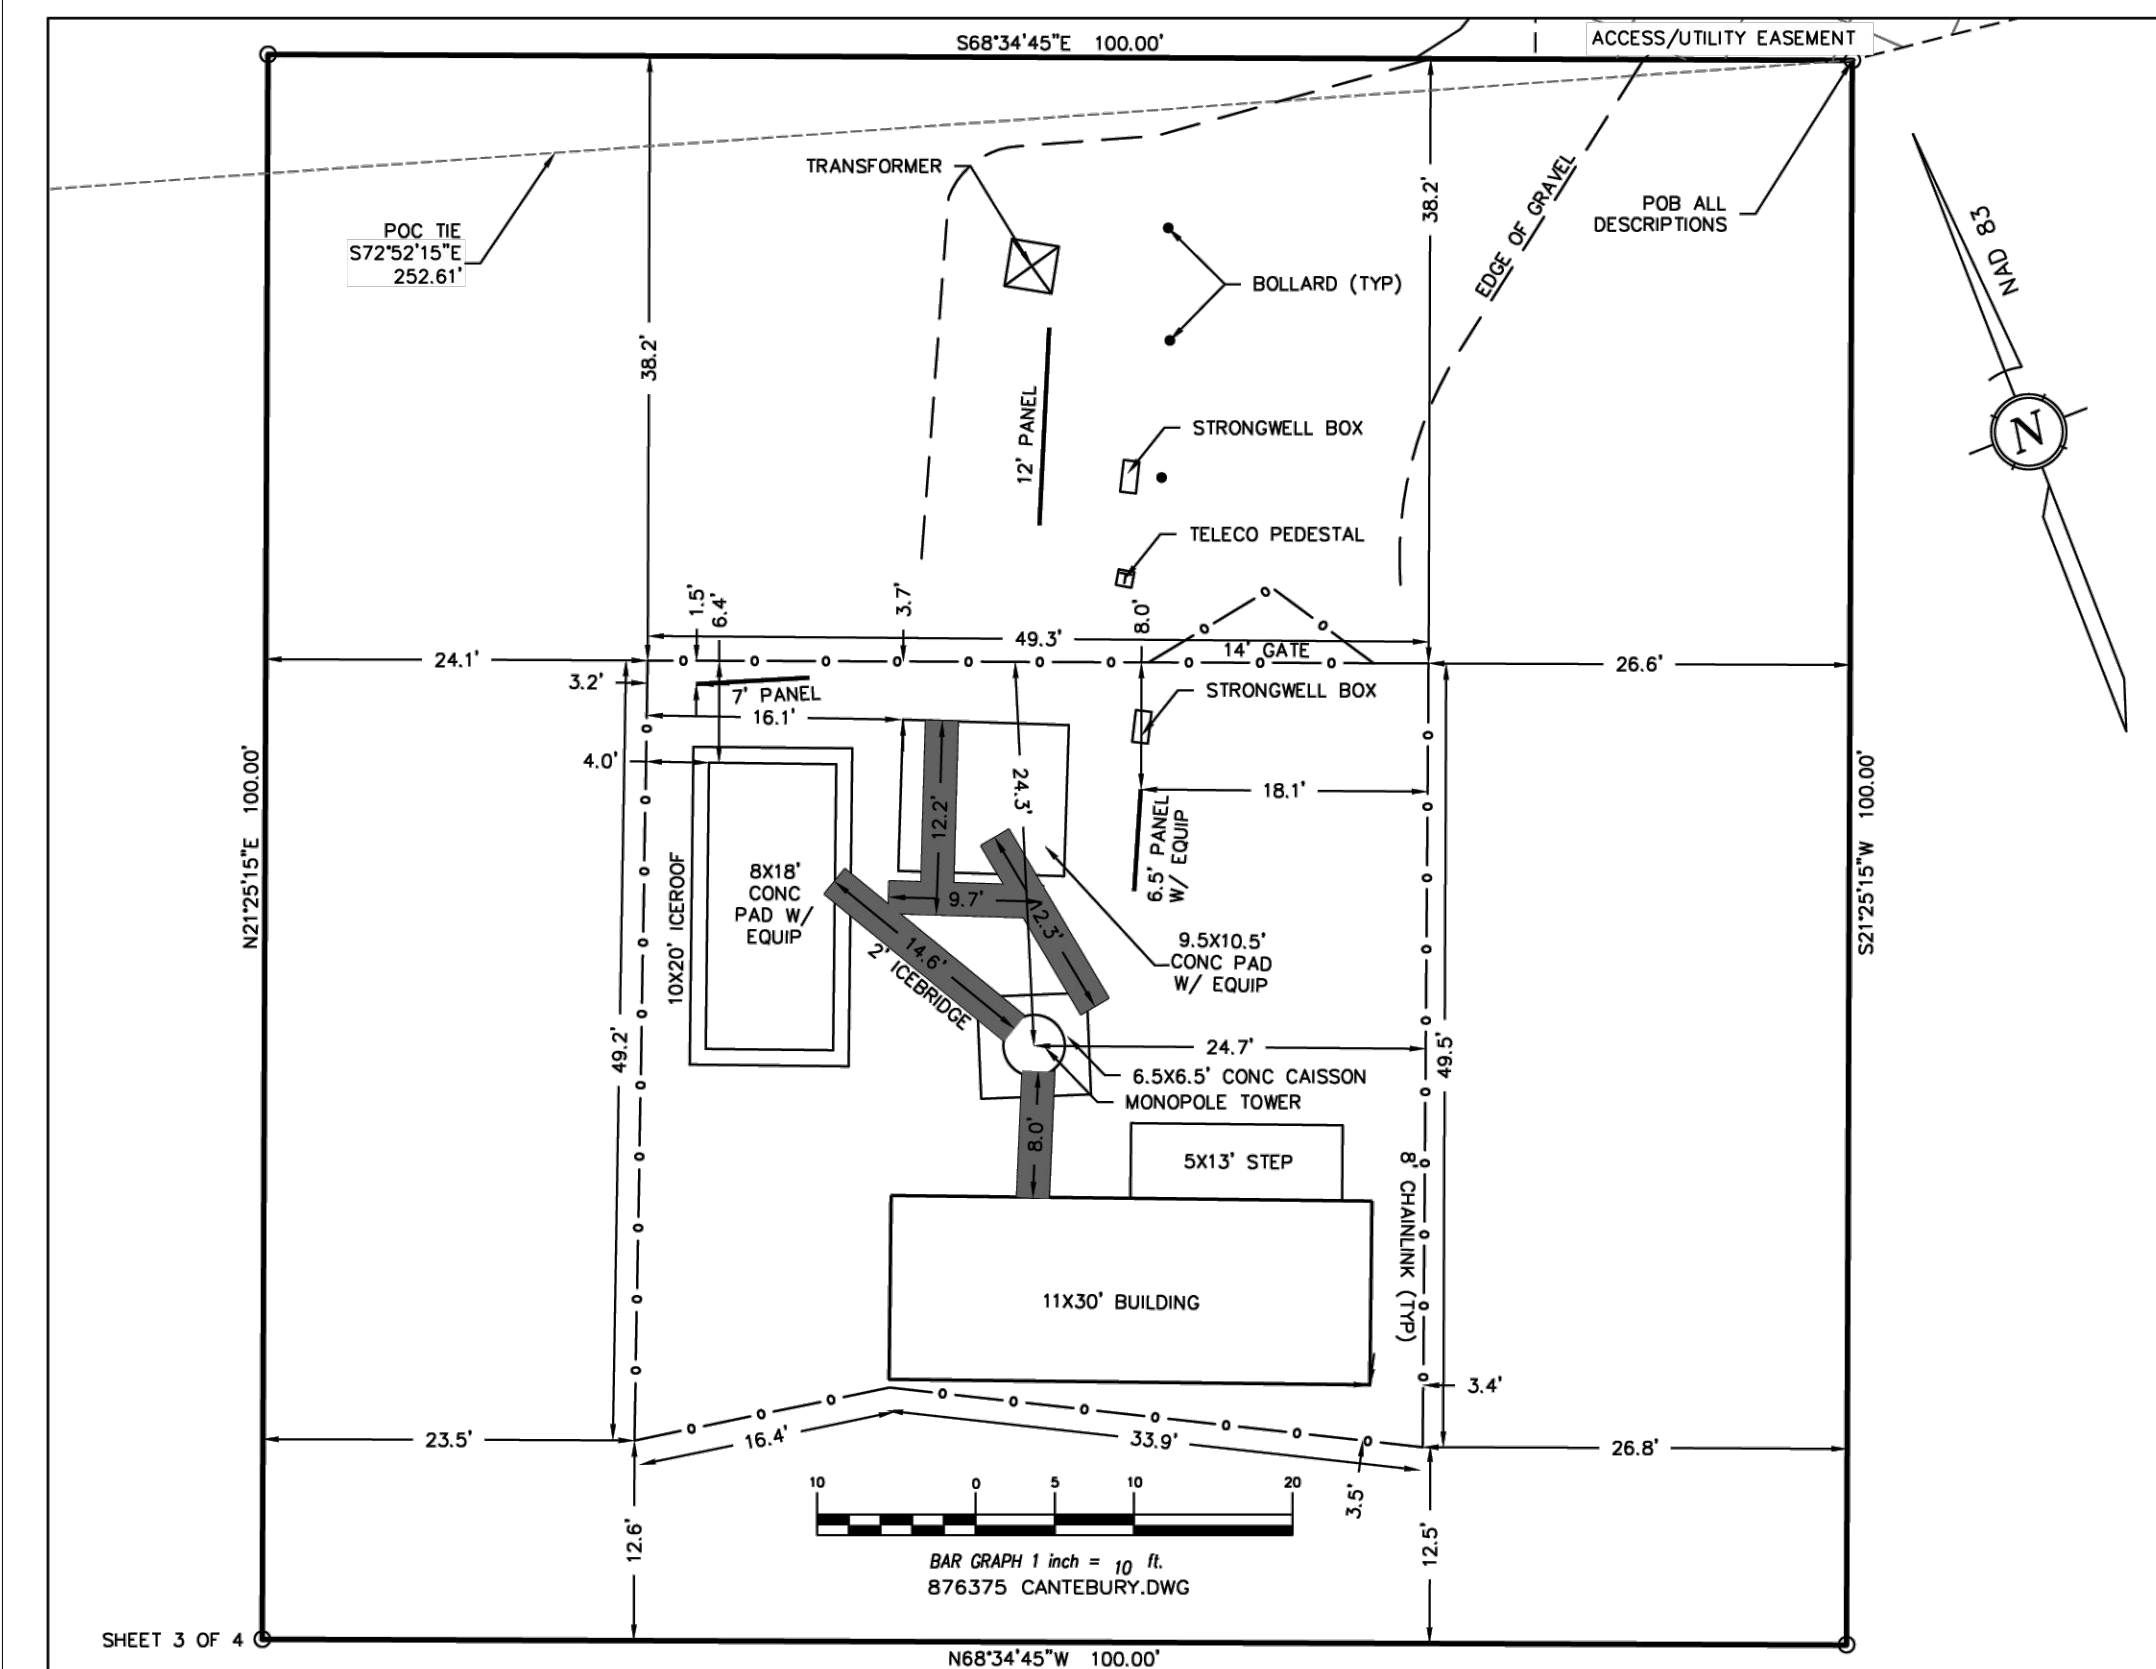 S68°34'45"E 100.00'
ACCESS/UTILITY EASEMENT
TRANSFORMER
POC TIE
S72°52'15"E
252.61'
38.2'
38.2'
EDGE OF GRAVEL
POB ALL
DESCRIPTIONS
NAD 83
N
BOLLARD (TYP)
12' PANEL
STRONGWELL BOX
TELECO PEDESTAL
1.5'
6.4'
3.7'
8.0'
49.3'
14' GATE
24.1'
26.6'
3.2'
7' PANEL
STRONGWELL BOX
16.1'
4.0'
24.3'
18.1'
12.2'
6.5' PANEL
W/ EQUIP
N21°25'15"E 100.00'
S21°25'15"W 100.00'
10X20' ICEROOF
8X18'
CONC
PAD W/
EQUIP
9.7'
12.3'
14.6'
2' ICEBRIDGE
9.5X10.5'
CONC PAD
W/ EQUIP
49.2'
24.7'
49.5'
6.5X6.5' CONC CAISSON
MONOPOLE TOWER
8.0'
5X13' STEP
8' CHAINLINK (TYP)
11X30' BUILDING
3.4'
23.5'
16.4'
33.9'
26.8'
10 0 5 10 20
3.5'
12.6'
12.5'
BAR GRAPH 1 inch = 10 ft.
876375 CANTEBURY.DWG
SHEET 3 OF 4
N68°34'45"W 100.00'